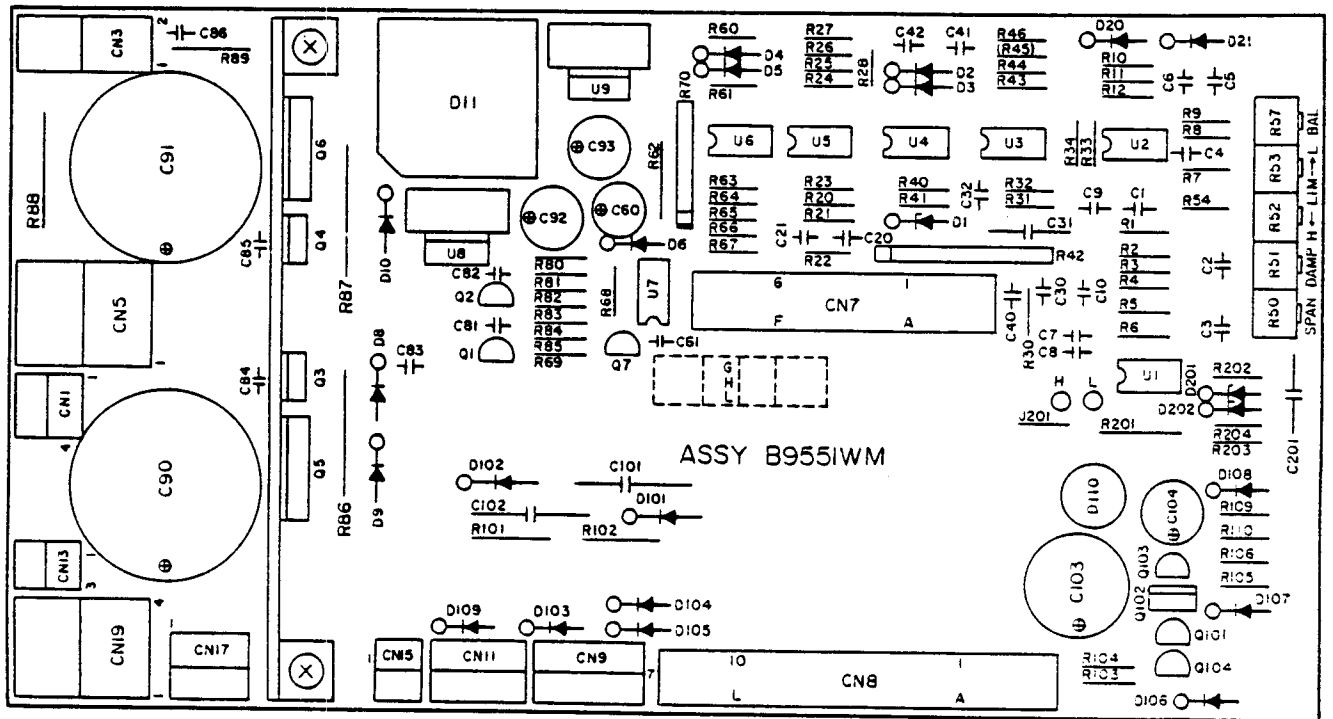 CN3
2
1
C86
R89
C91
R88
CN5
1
C85
Q6
Q4
R87
CN1
1
4
C84
Q3
C90
Q5
R86
CN13
1
3
CN19
4
1
CN17
1
D11
U9
C93
C92
C60
R62
R70
D10
U8
D6
C82
Q2
C81
Q1
D8
C83
D9
R80
R81
R82
R83
R84
R85
R69
R68
U7
Q7
C61
R60
D4
D5
R61
U6
R63
R64
R65
R66
R67
R27
R26
R25
R24
R28
U5
R23
R20
R21
C21
C20
R22
C42
C41
D2
D3
U4
R40
R41
D1
C32
R46
(R45)
R44
R43
U3
R32
R31
C31
R42
R34
R33
D20
D21
R10
R11
R12
C6
C5
U2
R9
R8
C4
R7
R54
C9
C1
R1
R2
R3
R4
R5
R6
C2
C3
C40
C30
C10
R30
C7
C8
R57
R53
R52
R51
R50
SPAN DAMP H← LIM →L BAL
6
1
CN7
F
A
G
H
L
H
L
J201
R201
U1
D201
D202
R202
R204
R203
C201
ASSY B9551WM
D102
C101
C102
D101
R101
R102
D110
C104
C103
D108
R109
R110
R106
R105
D107
Q103
Q102
Q101
Q104
R104
R103
D106
D109
D103
D104
D105
1
CN15
CN11
CN9
7
10
1
CN8
L
A